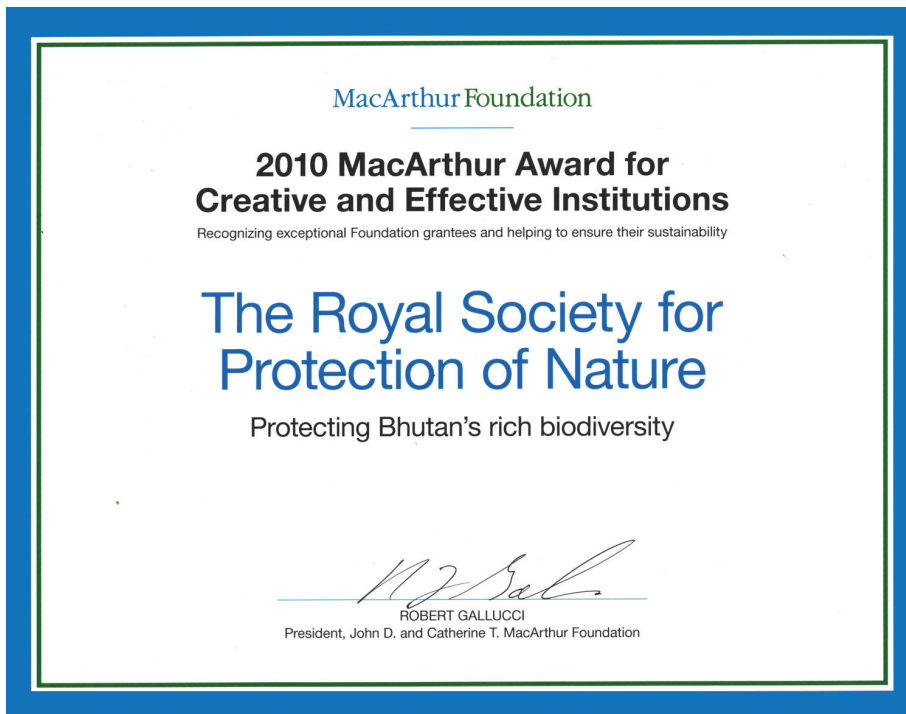 MacArthur Foundation
2010 MacArthur Award for
Creative and Effective Institutions
Recognizing exceptional Foundation grantees and helping to ensure their sustainability
The Royal Society for
Protection of Nature
Protecting Bhutan's rich biodiversity
ROBERT GALLUCCI
President, John D. and Catherine T. MacArthur Foundation